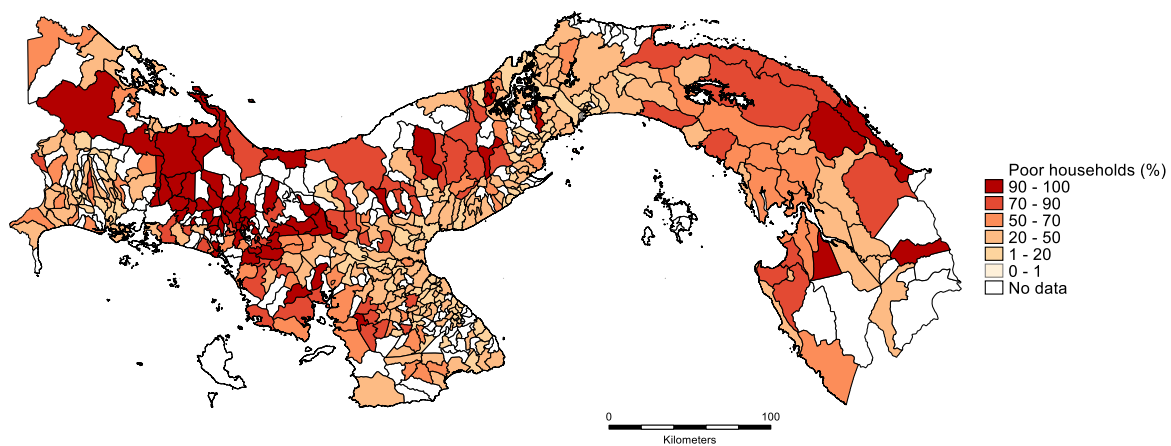 Poor households (%)
90 - 100
70 - 90
50 - 70
20 - 50
1 - 20
0 - 1
No data
0 100
Kilometers